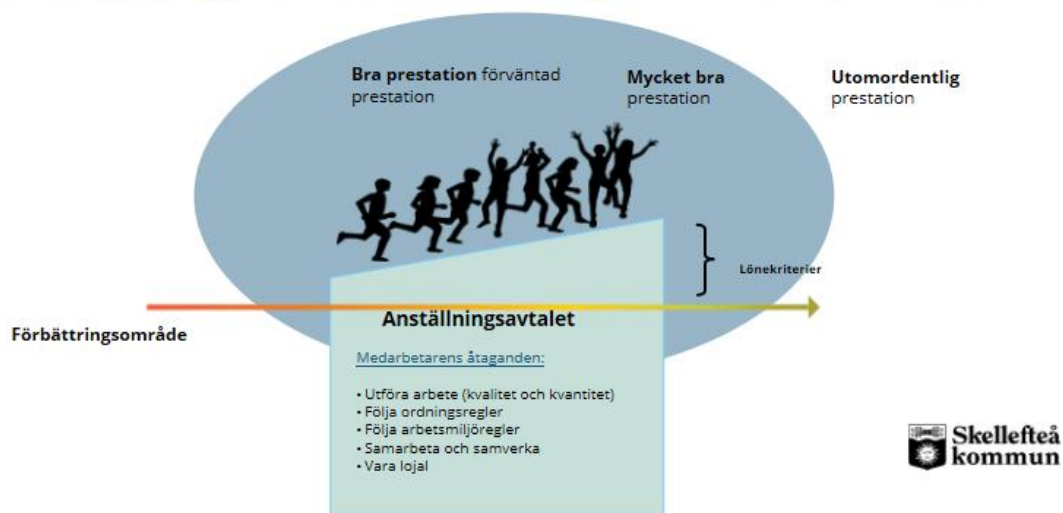 Bra prestation förväntad
prestation
Mycket bra
prestation
Utomordentlig
prestation
Lönekriterier
Förbättringsområde
Anställningsavtalet
Medarbetarens åtaganden:
• Utföra arbete (kvalitet och kvantitet)
• Följa ordningsregler
• Följa arbetsmiljöregler
• Samarbeta och samverka
• Vara lojal
Skellefteå
kommun